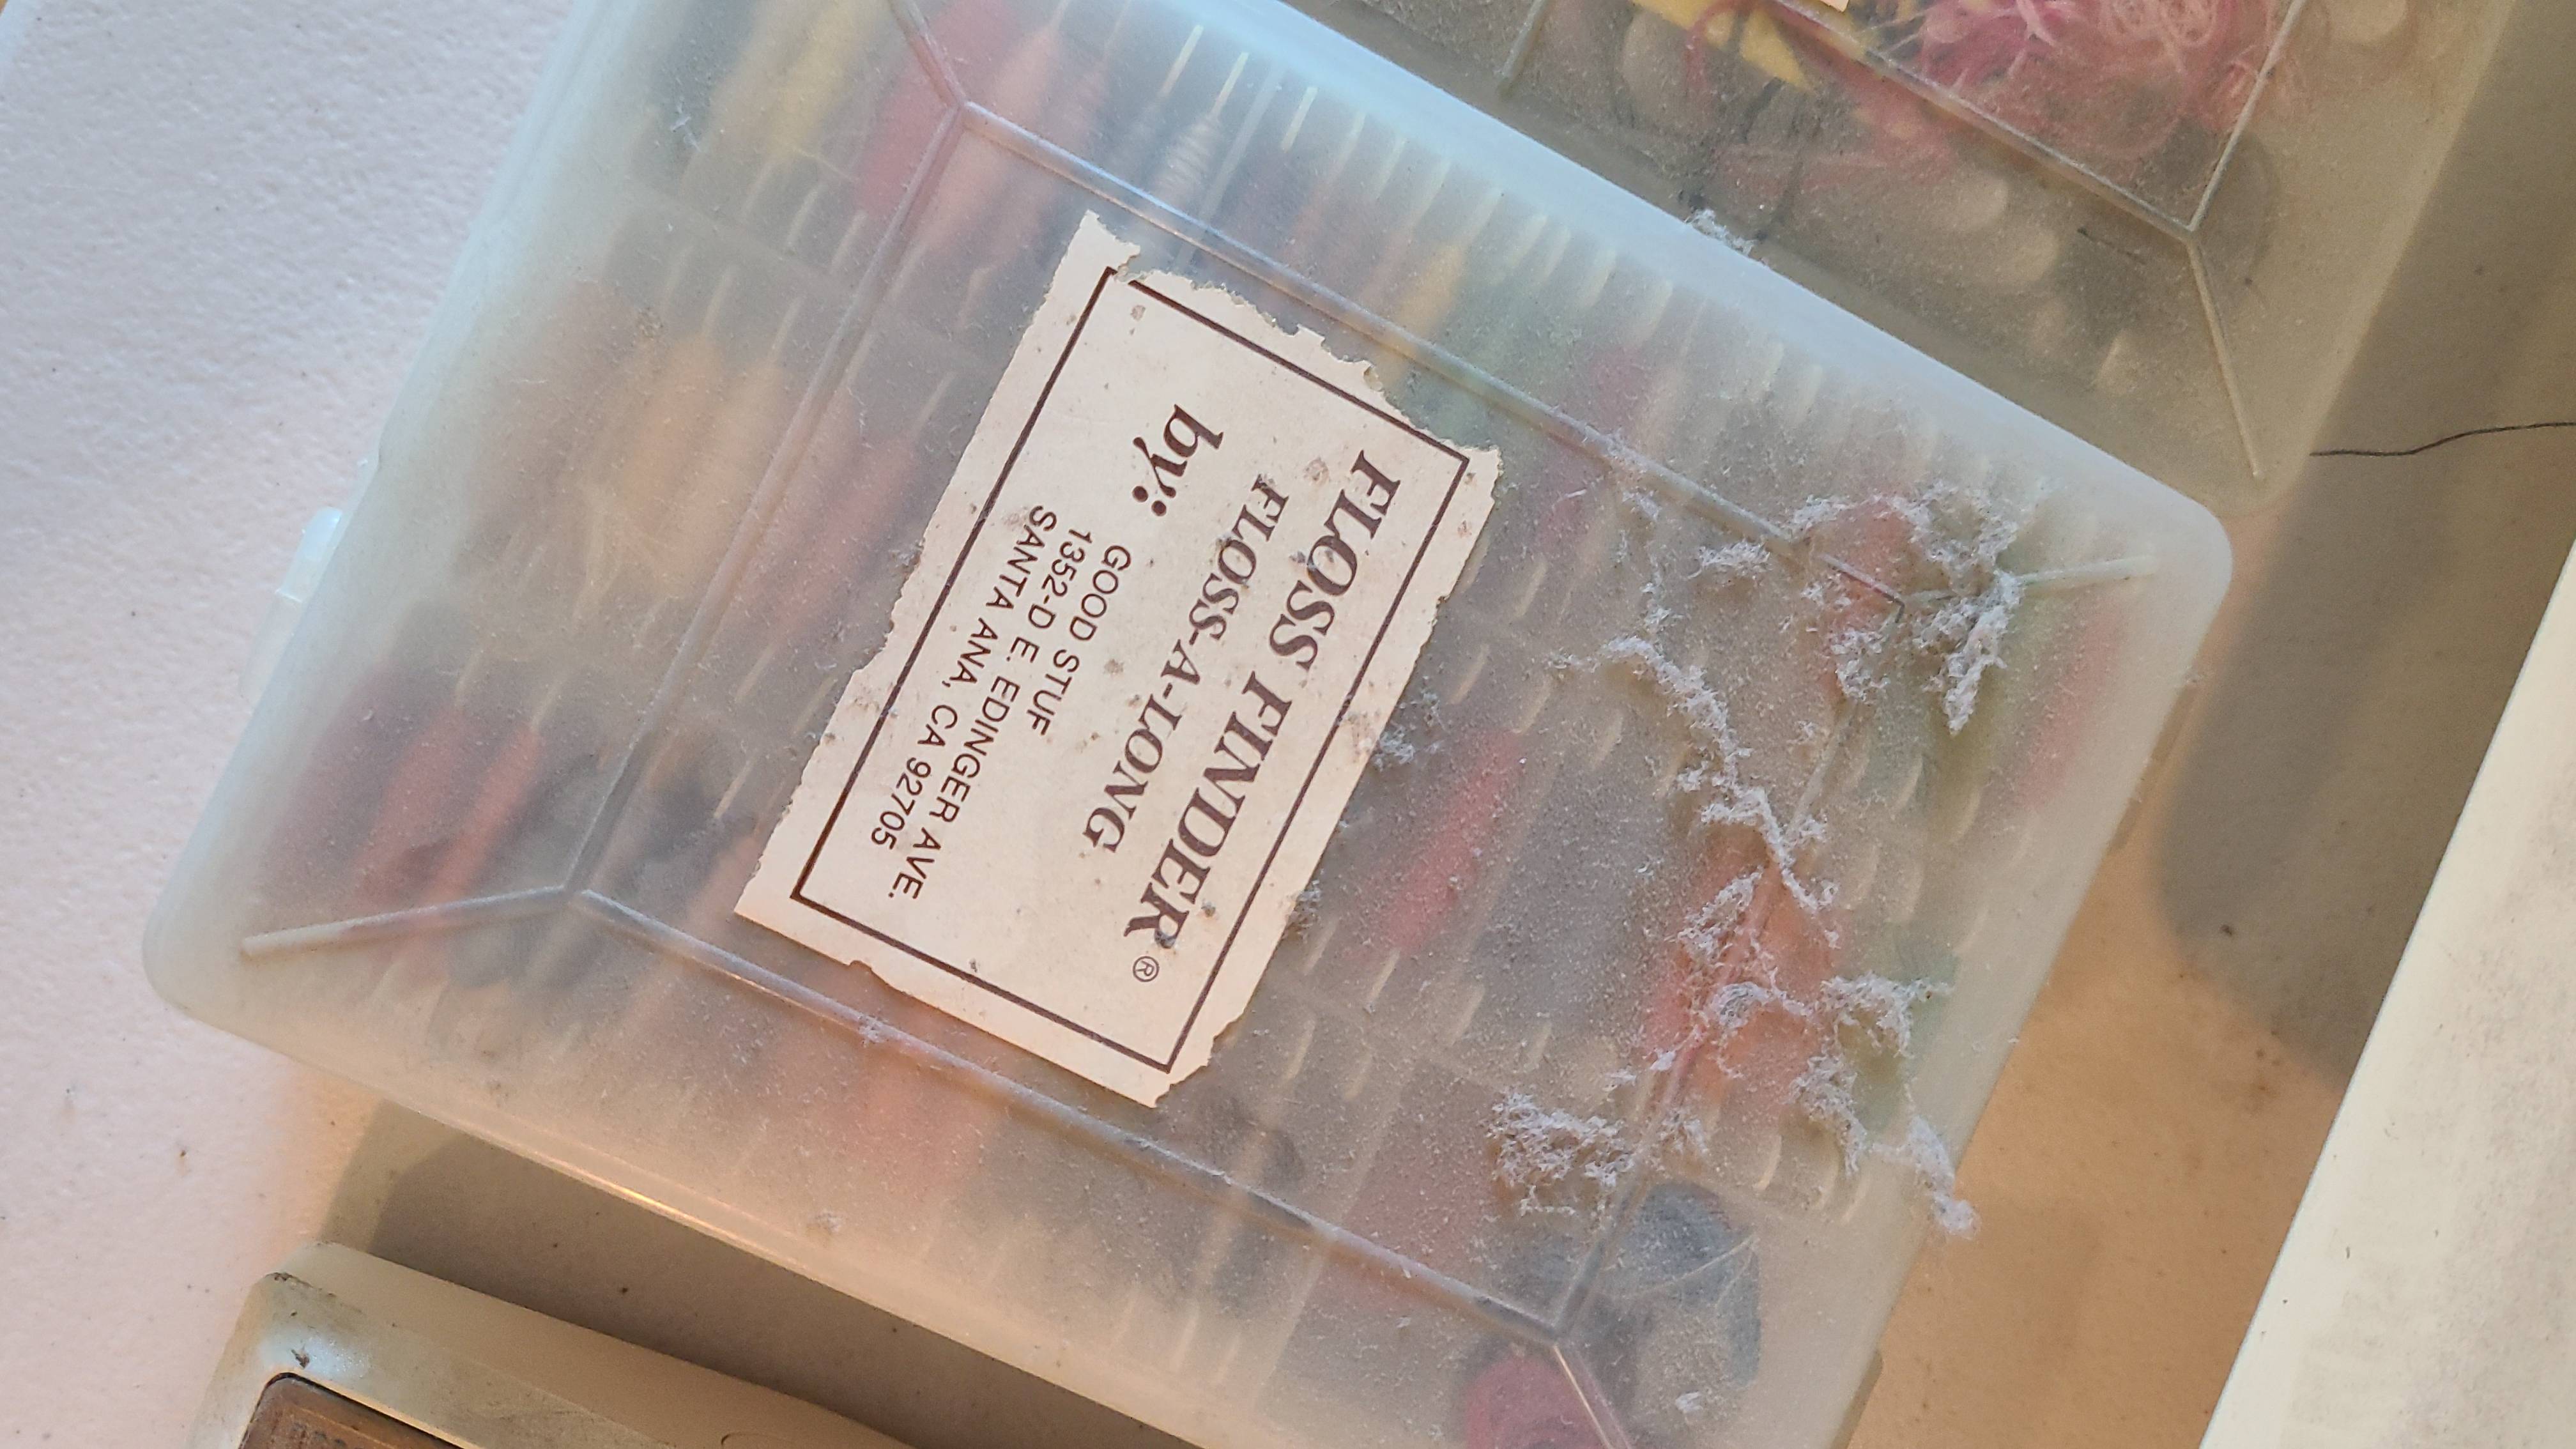 FLOSS FINDER®
by: FLOSS-A-LONG
GOOD STUF
1352-D E. EDINGER AVE.
SANTA ANA, CA 92705